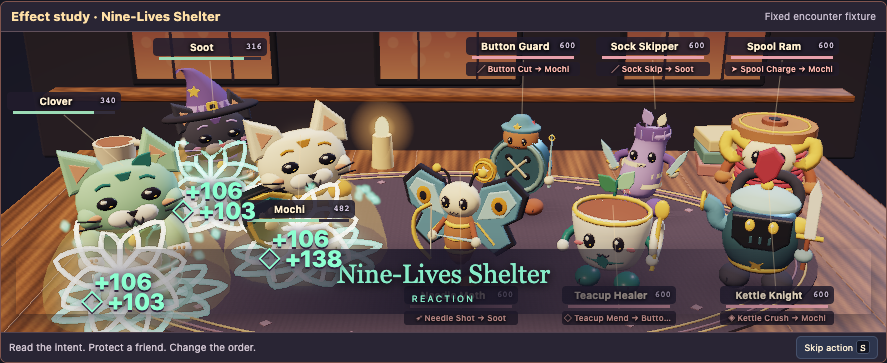 Effect study · Nine-Lives Shelter
Fixed encounter fixture
Soot 316
Button Guard 600
Button Cut → Mochi
Sock Skipper 600
Sock Skip → Soot
Spool Ram 600
Spool Charge → Mochi
Clover 340
+106
+103
Mochi 482
+106
+138
+106
+103
Nine-Lives Shelter
REACTION
600
Needle Shot → Soot
Teacup Healer 600
Teacup Mend → Butto...
Kettle Knight 600
Kettle Crush → Mochi
Read the intent. Protect a friend. Change the order.
Skip action S